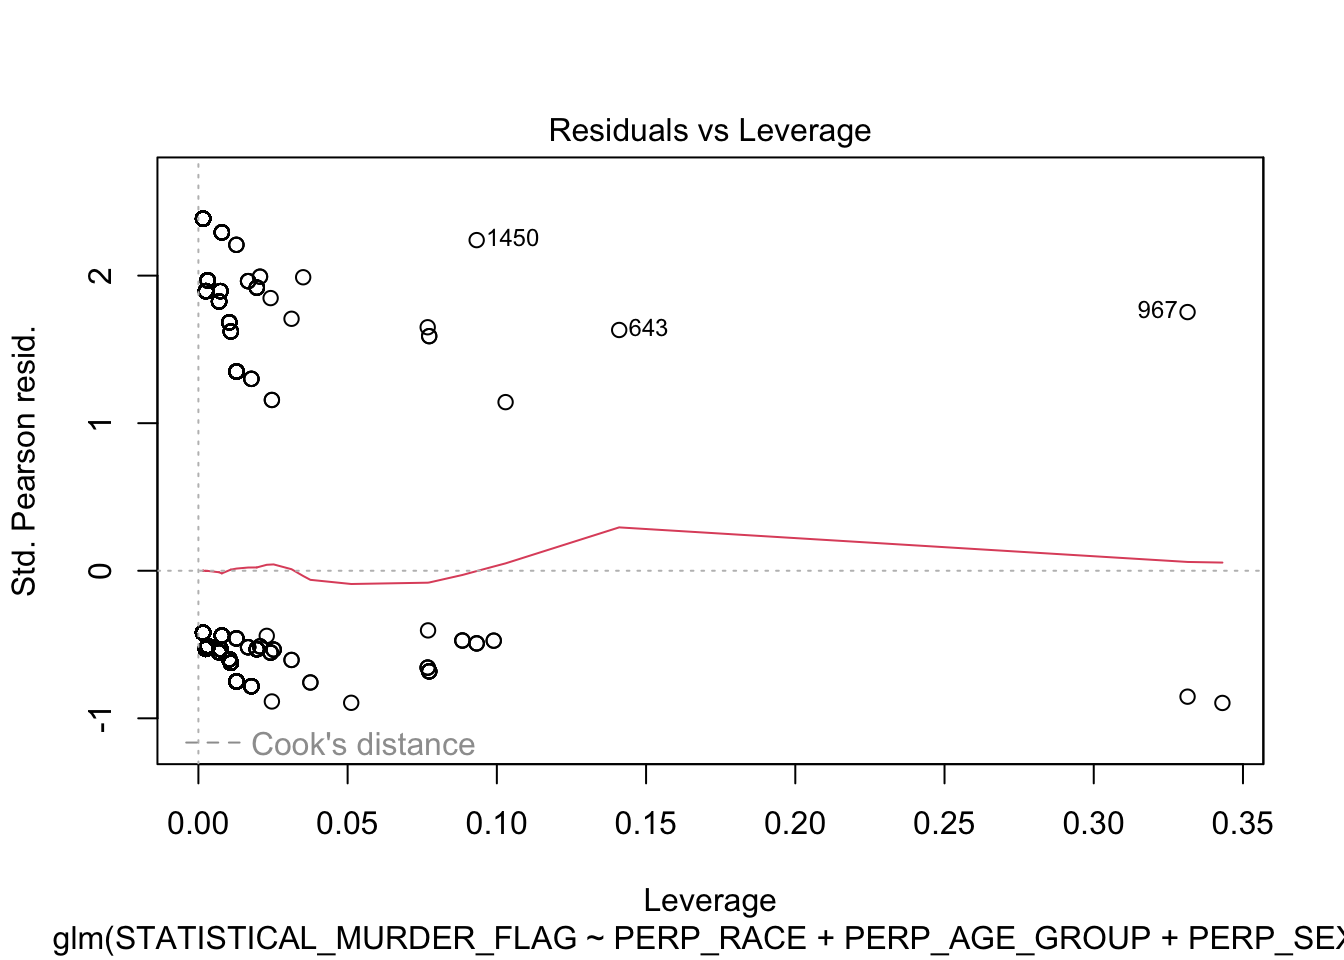 Residuals vs Leverage
Std. Pearson resid.
2
1
0
-1
1450
643
967
Cook's distance
0.00 0.05 0.10 0.15 0.20 0.25 0.30 0.35
Leverage
glm(STATISTICAL_MURDER_FLAG ~ PERP_RACE + PERP_AGE_GROUP + PERP_SEX